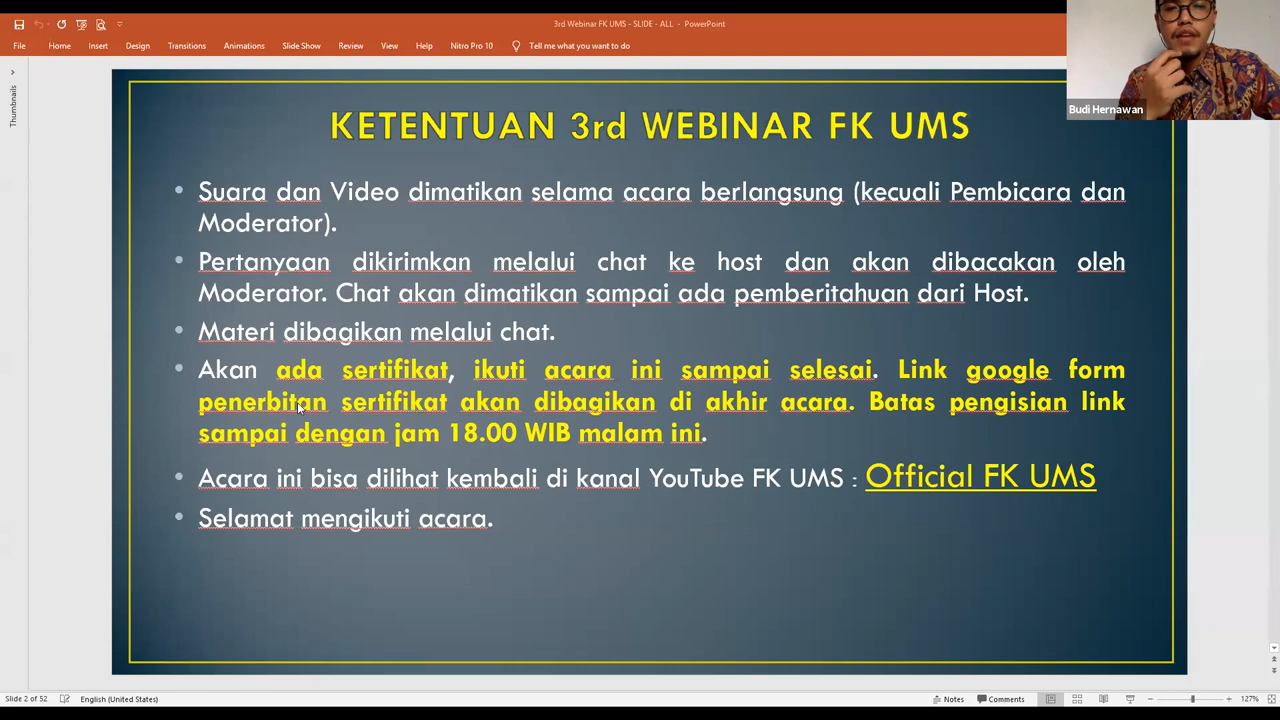 3rd Webinar FK UMS - SLIDE - ALL - PowerPoint
File Home Insert Design Transitions Animations Slide Show Review View Help Nitro Pro 10 Tell me what you want to do
Budi Hernawan
Thumbnails
KETENTUAN 3rd WEBINAR FK UMS
• Suara dan Video dimatikan selama acara berlangsung (kecuali Pembicara dan
Moderator).
• Pertanyaan dikirimkan melalui chat ke host dan akan dibacakan oleh
Moderator. Chat akan dimatikan sampai ada pemberitahuan dari Host.
• Materi dibagikan melalui chat.
• Akan ada sertifikat, ikuti acara ini sampai selesai. Link google form
penerbitan sertifikat akan dibagikan di akhir acara. Batas pengisian link
sampai dengan jam 18.00 WIB malam ini.
• Acara ini bisa dilihat kembali di kanal YouTube FK UMS : Official FK UMS
• Selamat mengikuti acara.
Slide 2 of 52 English (United States) Notes Comments 127%